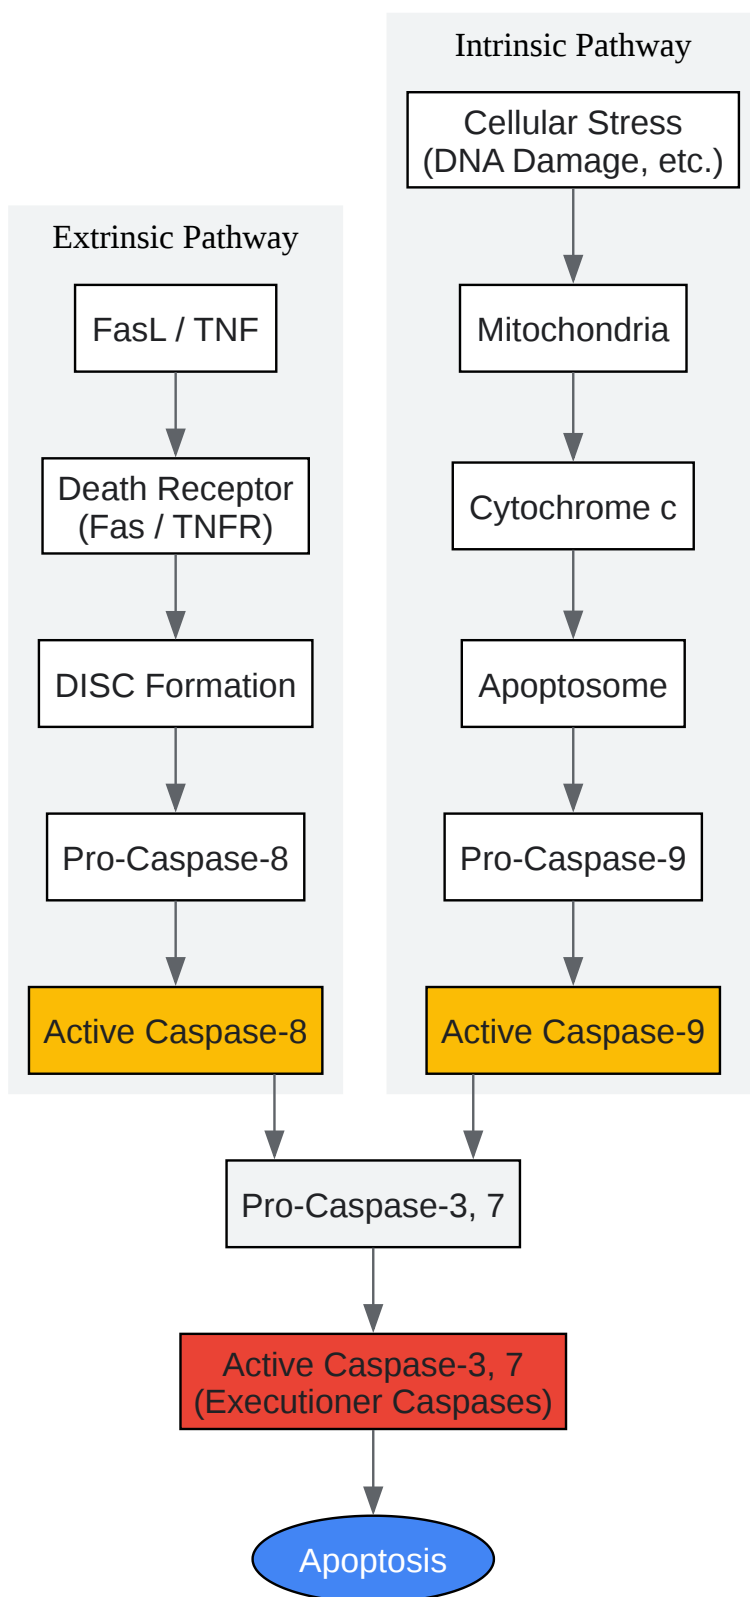 Intrinsic Pathway
Cellular Stress
(DNA Damage, etc.)
Mitochondria
Cytochrome c
Apoptosome
Pro-Caspase-9
Active Caspase-9
Extrinsic Pathway
FasL / TNF
Death Receptor
(Fas / TNFR)
DISC Formation
Pro-Caspase-8
Active Caspase-8
Pro-Caspase-3, 7
Active Caspase-3, 7
(Executioner Caspases)
Apoptosis